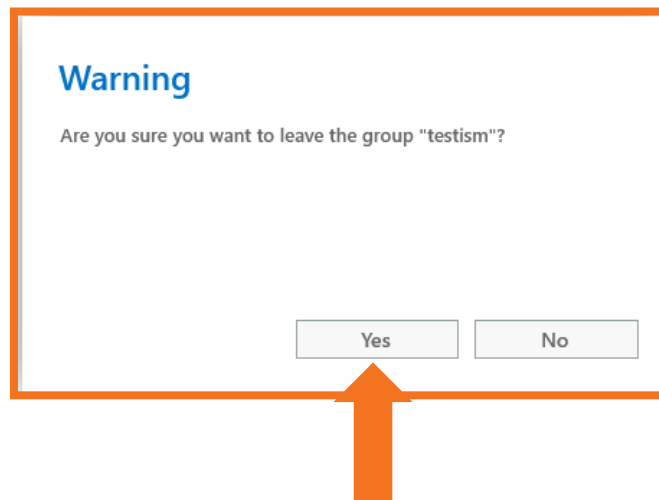 Warning
Are you sure you want to leave the group "testism"?
Yes
No